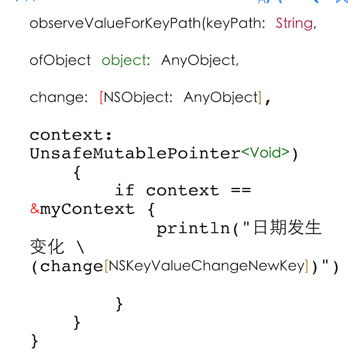 observeValueForKeyPath(keyPath: String,
ofObject object: AnyObject,
change: [NSObject: AnyObject],
context:
UnsafeMutablePointer<Void>)
{
if context ==
&myContext {
println("日期发生
变化 \
(change[NSKeyValueChangeNewKey])")
}
}
}